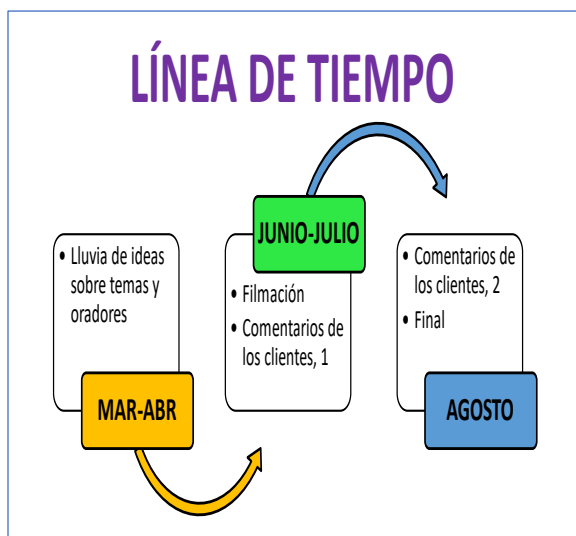 LÍNEA DE TIEMPO
• Lluvia de ideas
sobre temas y
oradores
MAR-ABR
JUNIO-JULIO
• Filmación
• Comentarios de
los clientes, 1
• Comentarios de
los clientes, 2
• Final
AGOSTO